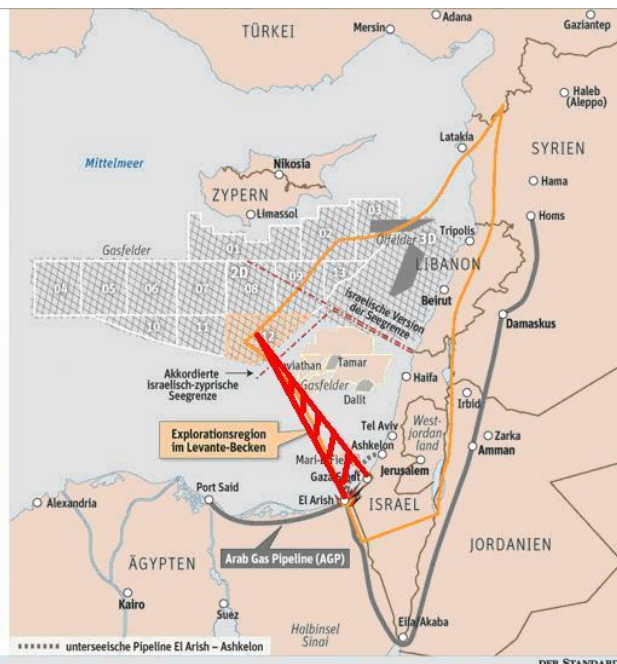 Adana
Mersin
Gaziantep
TÜRKEI
Haleb
(Aleppo)
Latakia
SYRIEN
Mittelmeer
Nikosia
Hama
ZYPERN
Limassol
Homs
03
02
01
Ölfelder
3D
Tripolis
Gasfelder
LIBANON
2D
04
05
06
07
08
09
13
israelische Version
der Seegrenze
Beirut
10
11
12
Damaskus
Akkordierte
israelisch-zyprische
Seegrenze
Tamar
Gasfelder
Haifa
Dalit
Irbid
Explorationsregion
im Levante-Becken
Tel Aviv
West-
jordan-
land
Zarka
Ashkelon
Amman
Jerusalem
Port Said
El Arish
ISRAEL
Alexandria
JORDANIEN
Arab Gas Pipeline (AGP)
ÄGYPTEN
Kairo
Suez
Halbinsel
Sinai
Eilat/Akaba
unterseeische Pipeline El Arish – Ashkelon
DER STANDARD